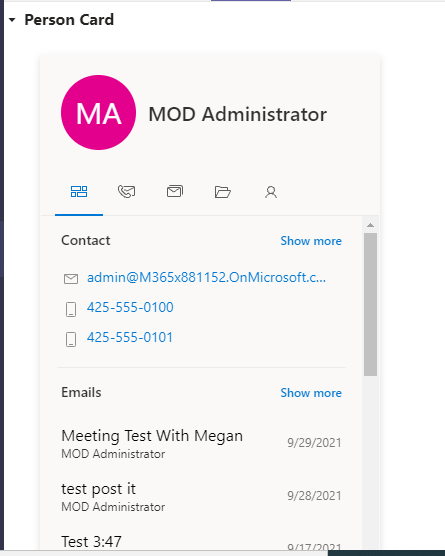 Person Card
MA
MOD Administrator
Contact
Show more
admin@M365x881152.OnMicrosoft.c...
425-555-0100
425-555-0101
Emails
Show more
Meeting Test With Megan
9/29/2021
MOD Administrator
test post it
9/28/2021
MOD Administrator
Test 3:47
9/17/2021